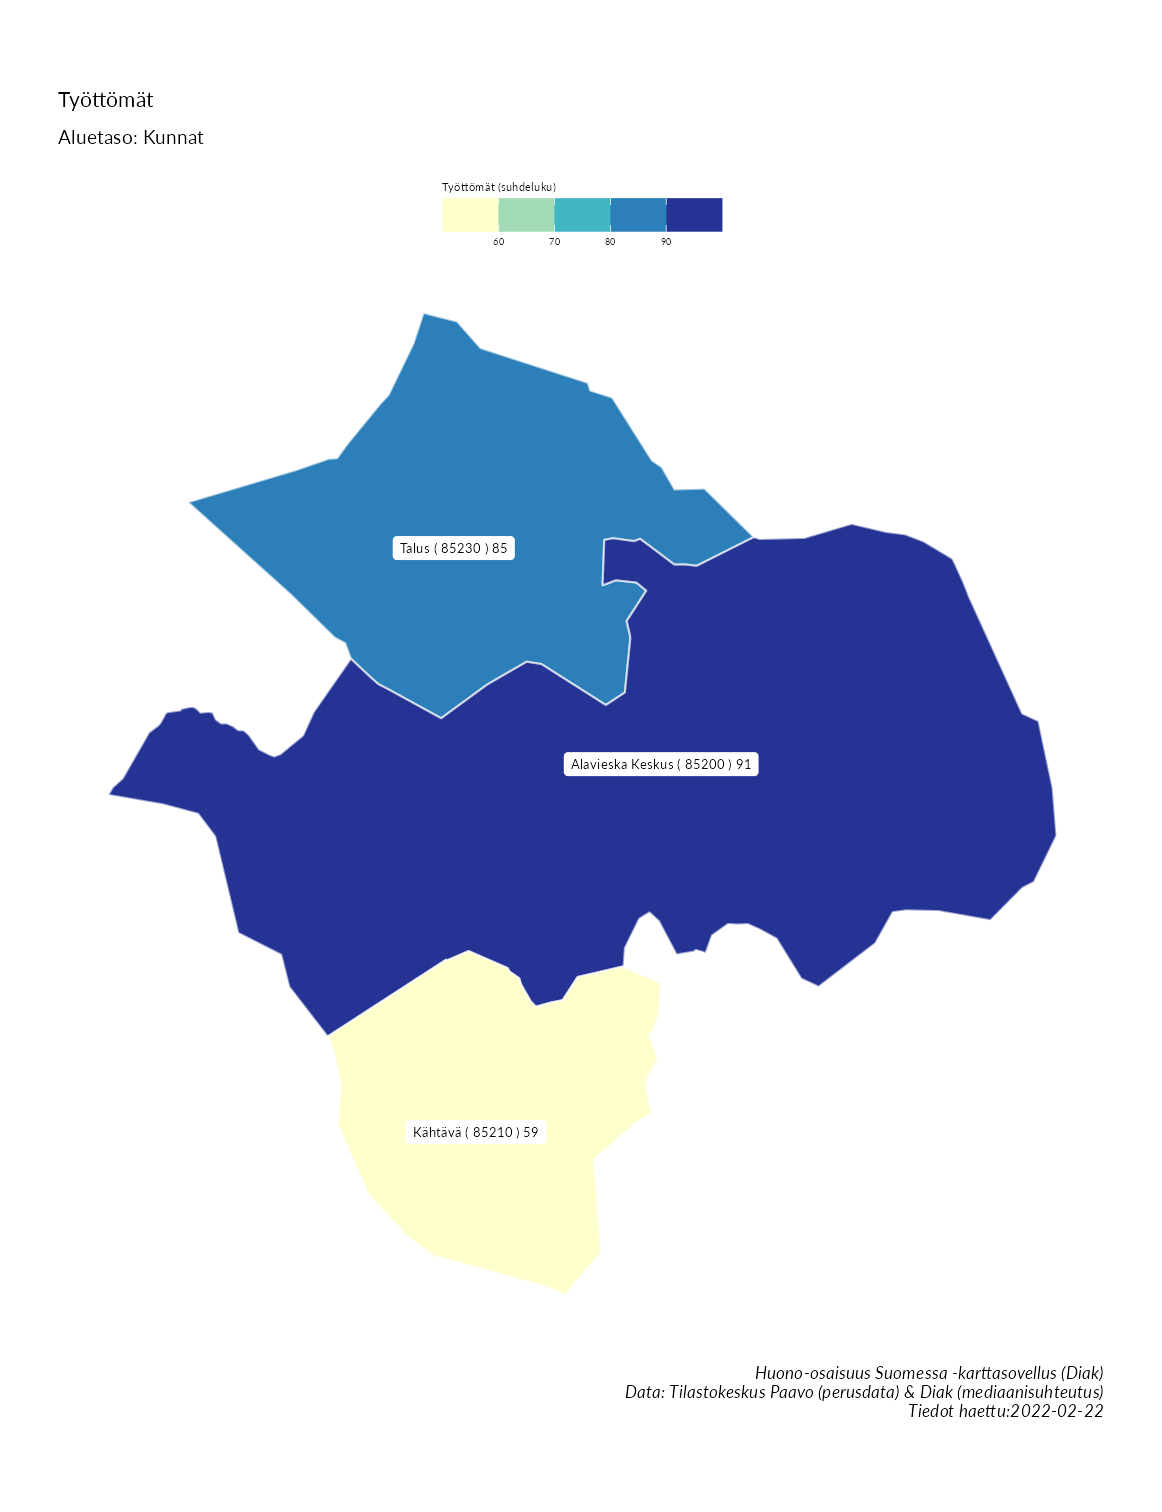 Työttömät
Aluetaso: Kunnat
Työttömät (suhdeluku)
60 70 80 90
Talus ( 85230 ) 85
Alavieska Keskus ( 85200 ) 91
Kähtävä ( 85210 ) 59
Huono-osaisuus Suomessa -karttasovellus (Diak)
Data: Tilastokeskus Paavo (perusdata) & Diak (mediaanisuhteutus)
Tiedot haettu:2022-02-22